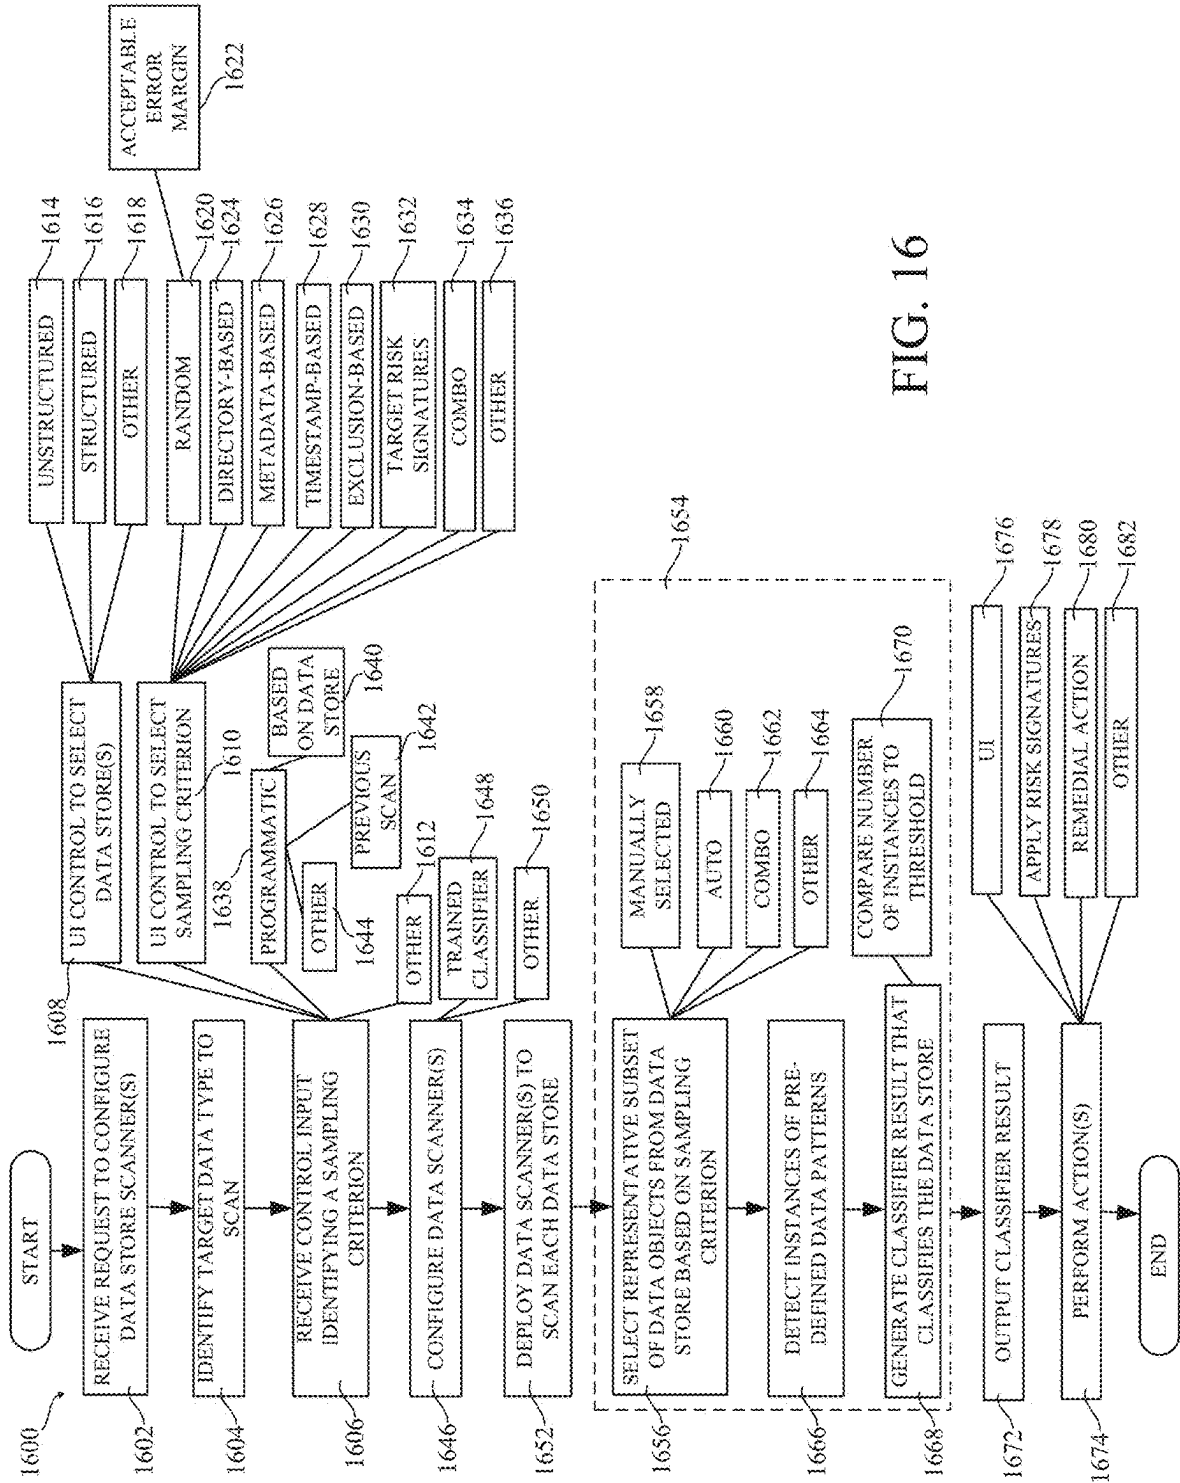 1600
START
1602
RECEIVE REQUEST TO CONFIGURE
DATA STORE SCANNER(S)
1604
IDENTIFY TARGET DATA TYPE TO
SCAN
1606
RECEIVE CONTROL INPUT
IDENTIFYING A SAMPLING
CRITERION
1608
UI CONTROL TO SELECT
DATA STORE(S)
UNSTRUCTURED
1614
STRUCTURED
1616
OTHER
1618
UI CONTROL TO SELECT
SAMPLING CRITERION
1610
RANDOM
1620
ACCEPTABLE
ERROR
MARGIN
1622
DIRECTORY-BASED
1624
METADATA-BASED
1626
TIMESTAMP-BASED
1628
EXCLUSION-BASED
1630
TARGET RISK
SIGNATURES
1632
COMBO
1634
OTHER
1636
1638
PROGRAMMATIC
BASED
ON DATA
STORE
1640
PREVIOUS
SCAN
1642
OTHER
1644
OTHER
1612
1646
CONFIGURE DATA SCANNER(S)
TRAINED
CLASSIFIER
1648
OTHER
1650
1652
DEPLOY DATA SCANNER(S) TO
SCAN EACH DATA STORE
1654
1656
SELECT REPRESENTATIVE SUBSET
OF DATA OBJECTS FROM DATA
STORE BASED ON SAMPLING
CRITERION
MANUALLY
SELECTED
1658
AUTO
1660
COMBO
1662
OTHER
1664
1666
DETECT INSTANCES OF PRE-
DEFINED DATA PATTERNS
1668
GENERATE CLASSIFIER RESULT THAT
CLASSIFIES THE DATA STORE
COMPARE NUMBER
OF INSTANCES TO
THRESHOLD
1670
1672
OUTPUT CLASSIFIER RESULT
1674
PERFORM ACTION(S)
UI
1676
APPLY RISK SIGNATURES
1678
REMEDIAL ACTION
1680
OTHER
1682
END
FIG. 16